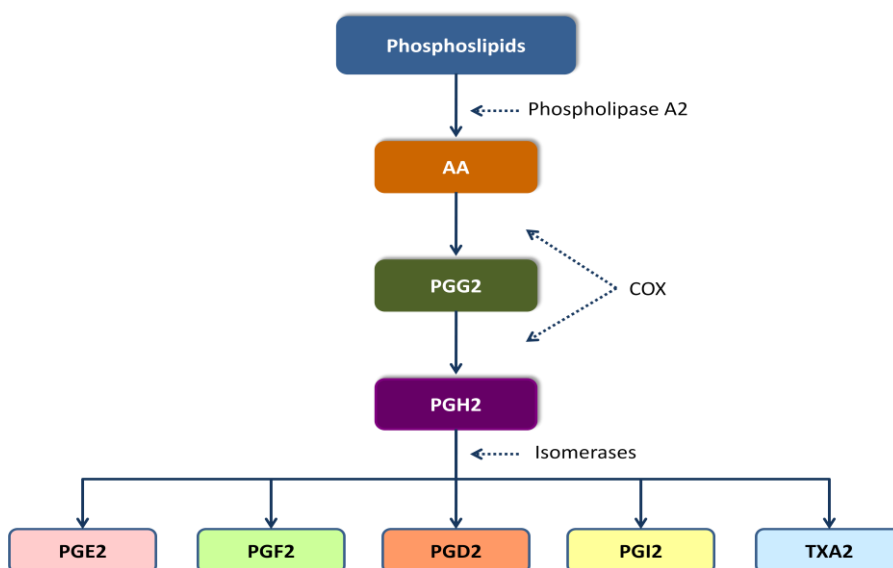 Phosphoslipids
Phospholipase A2
AA
PGG2
COX
PGH2
Isomerases
PGE2
PGF2
PGD2
PGI2
TXA2